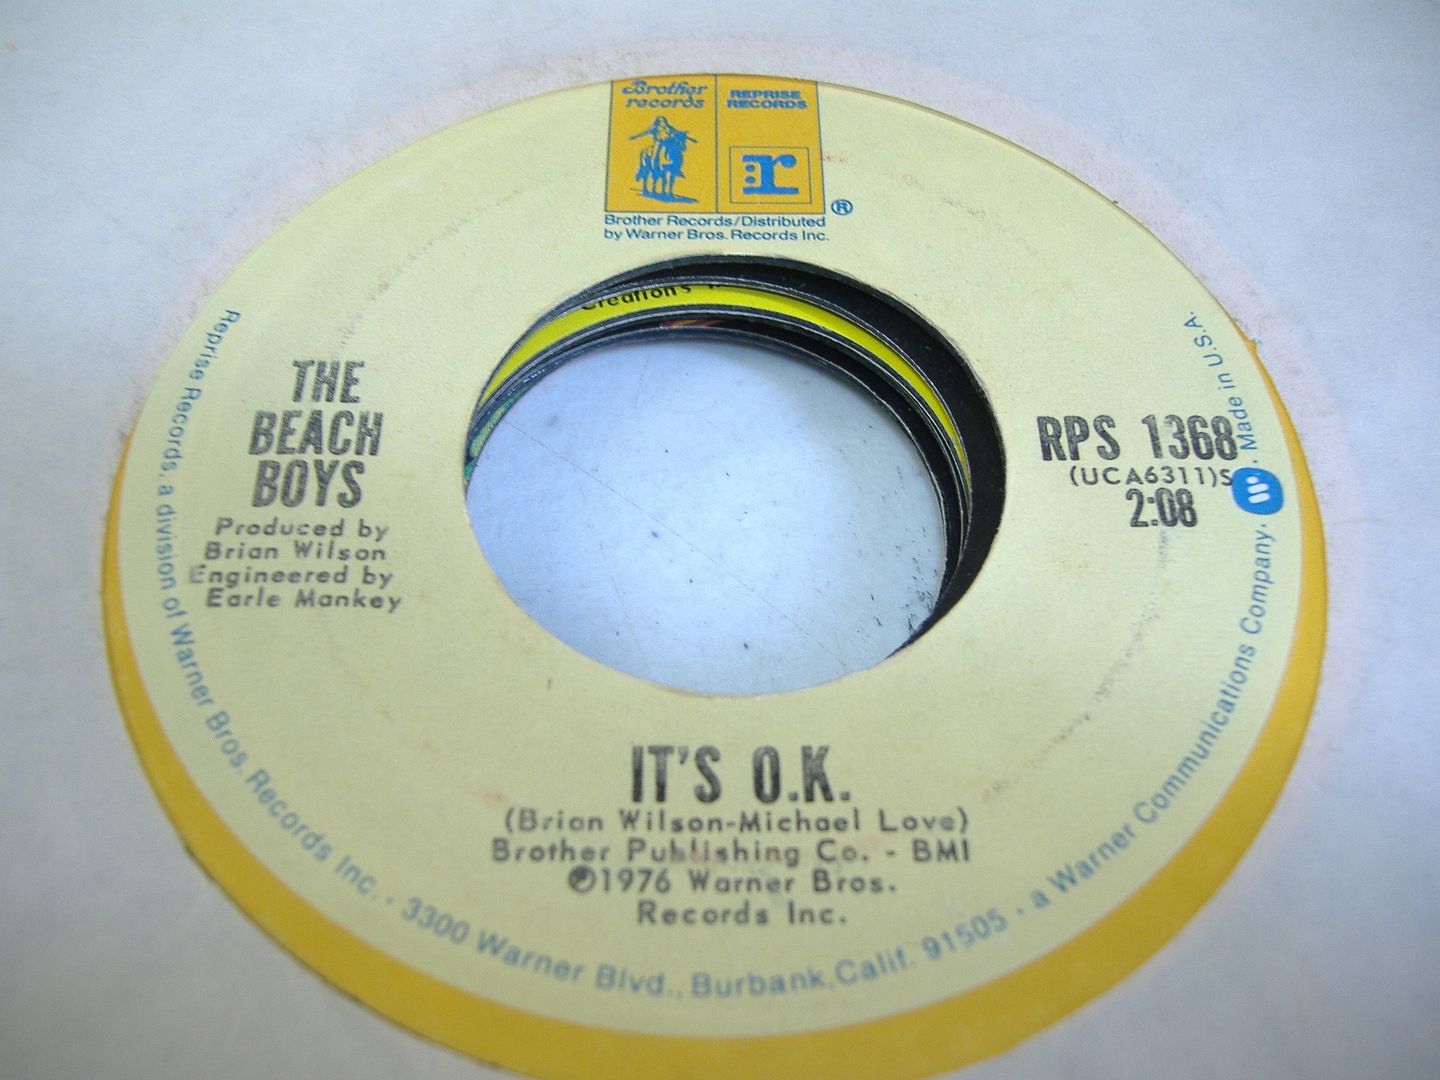 Brother
records
REPRISE
RECORDS
r
®
Brother Records/Distributed
by Warner Bros. Records Inc.
Creation's
THE
BEACH
BOYS
Produced by
Brian Wilson
Engineered by
Earle Mankey
RPS 1368
(UCA6311)S
2:08
IT'S O.K.
(Brian Wilson-Michael Love)
Brother Publishing Co. - BMI
℗1976 Warner Bros.
Records Inc.
Reprise Records, a division of Warner Bros. Records Inc. · 3300 Warner Blvd., Burbank, Calif. 91505 · a Warner Communications Company. · Made in U.S.A.